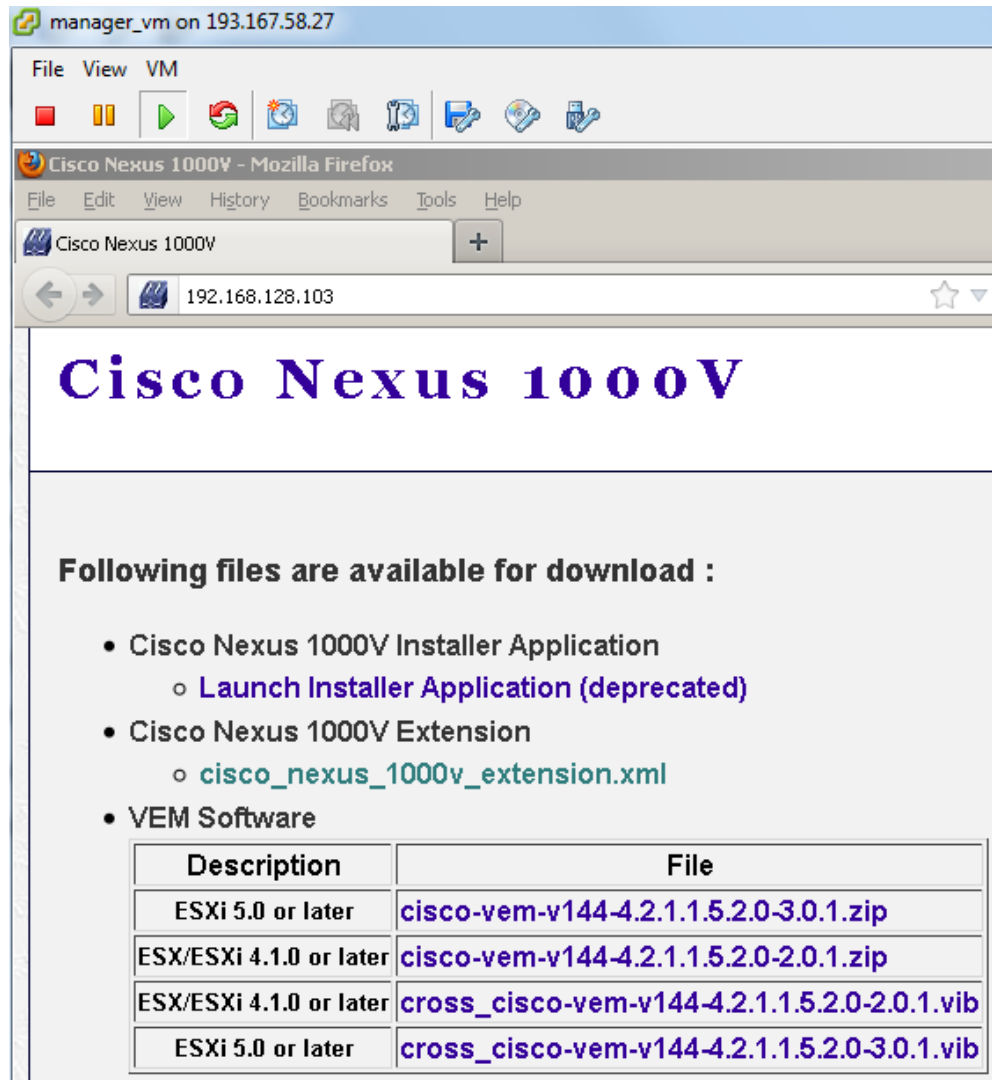 manager_vm on 193.167.58.27
File View VM
Cisco Nexus 1000V - Mozilla Firefox
File Edit View History Bookmarks Tools Help
Cisco Nexus 1000V
192.168.128.103
Cisco Nexus 1000V
Following files are available for download :
Cisco Nexus 1000V Installer Application
Launch Installer Application (deprecated)
Cisco Nexus 1000V Extension
cisco_nexus_1000v_extension.xml
VEM Software
Description File
ESXi 5.0 or later cisco-vem-v144-4.2.1.1.5.2.0-3.0.1.zip
ESX/ESXi 4.1.0 or later cisco-vem-v144-4.2.1.1.5.2.0-2.0.1.zip
ESX/ESXi 4.1.0 or later cross_cisco-vem-v144-4.2.1.1.5.2.0-2.0.1.vib
ESXi 5.0 or later cross_cisco-vem-v144-4.2.1.1.5.2.0-3.0.1.vib